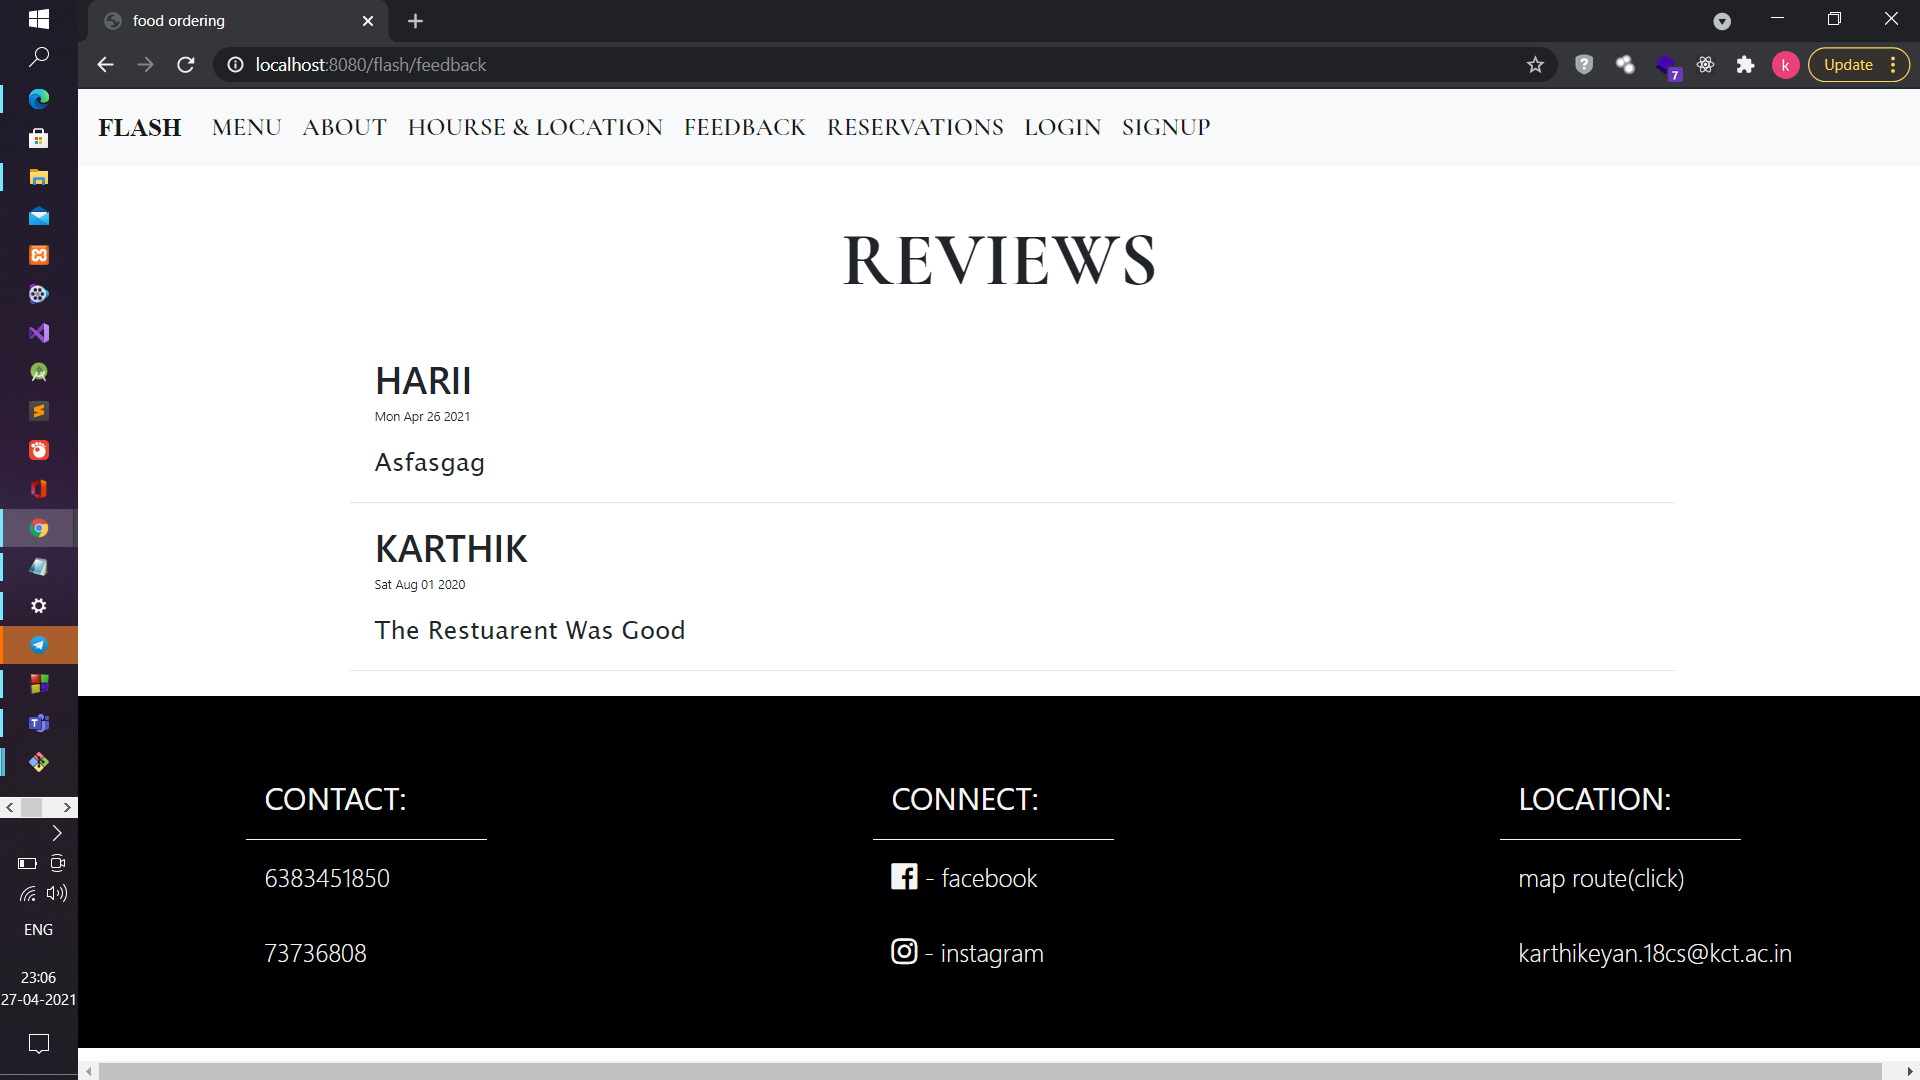 food ordering
localhost:8080/flash/feedback
7
k
Update
FLASH MENU ABOUT HOURSE & LOCATION FEEDBACK RESERVATIONS LOGIN SIGNUP
REVIEWS
HARII
Mon Apr 26 2021
Asfasgag
KARTHIK
Sat Aug 01 2020
The Restuarent Was Good
CONTACT:
6383451850
73736808
CONNECT:
- facebook
- instagram
LOCATION:
map route(click)
karthikeyan.18cs@kct.ac.in
ENG
23:06
27-04-2021